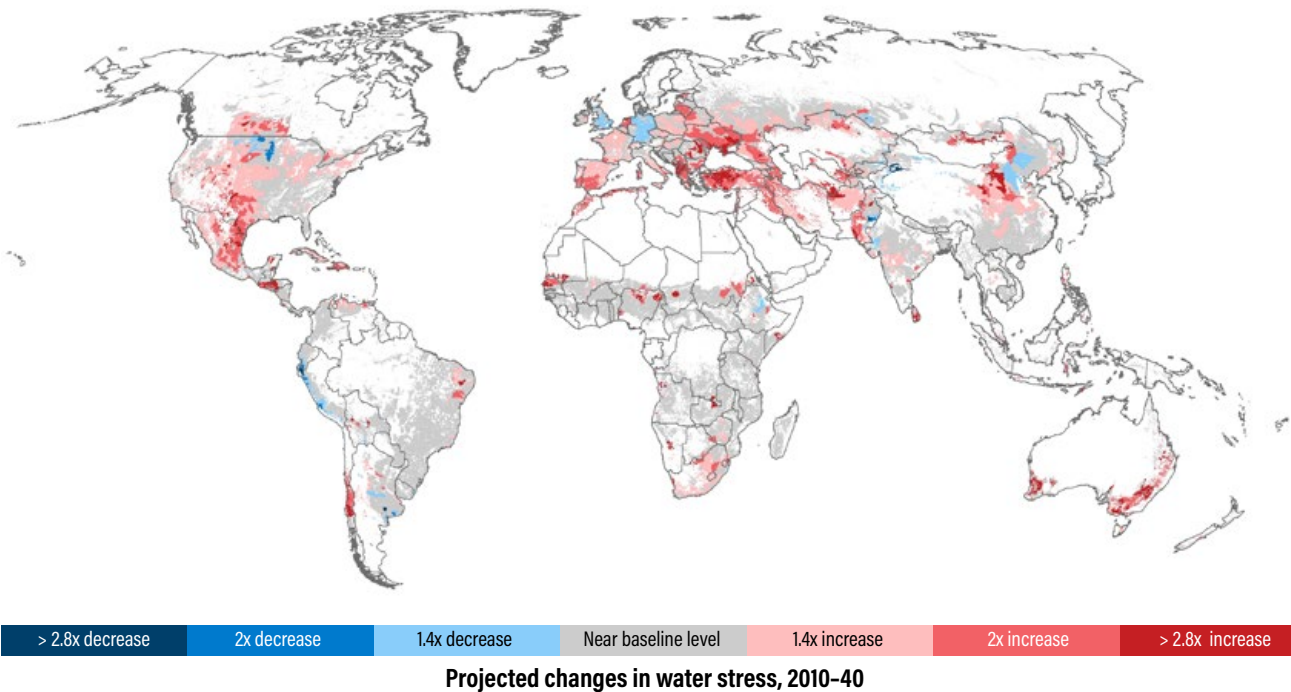 > 2.8x decrease
2x decrease
1.4x decrease
Near baseline level
1.4x increase
2x increase
> 2.8x increase
Projected changes in water stress, 2010–40